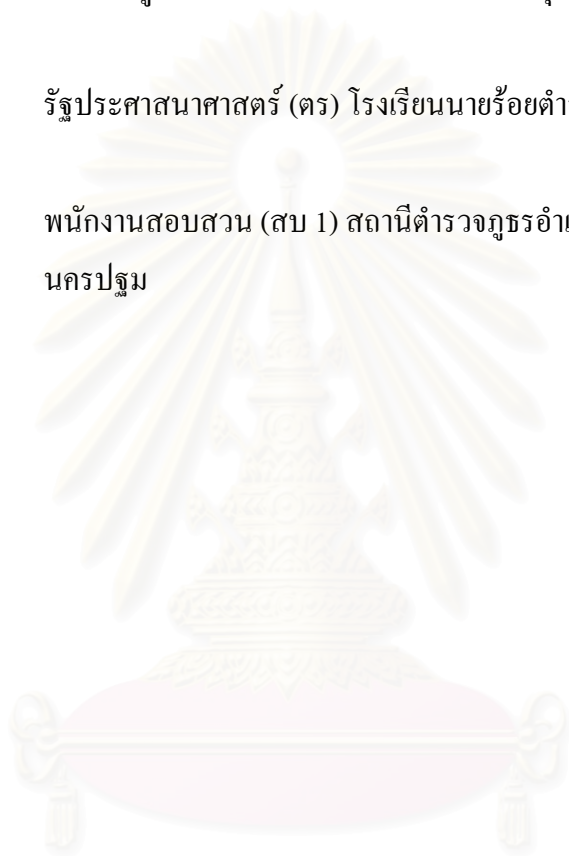 รัฐประศาสนาศาสตร์ (ตร) โรงเรียนนายร้อยตำ
พนักงานสอบสวน (สบ 1) สถานีตำรวจภูธรอำ
นครปฐม